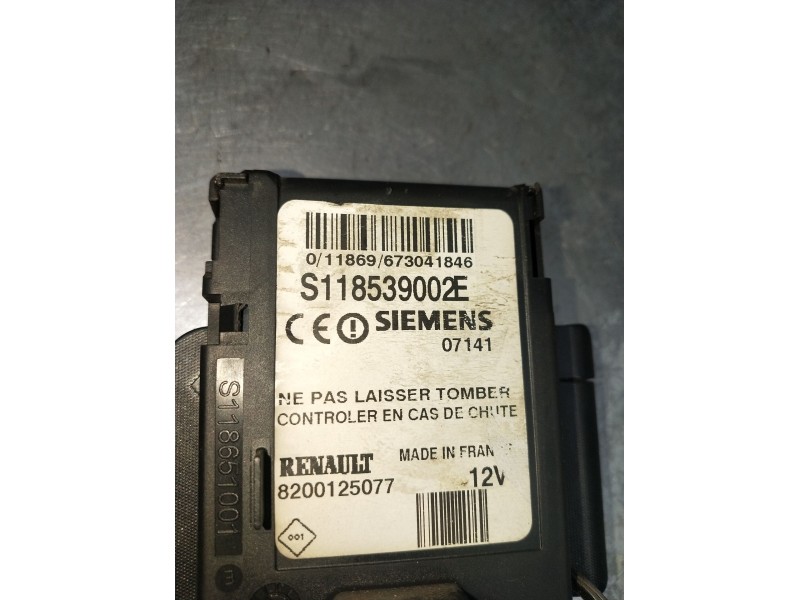 0/11869/673041846
S118539002E
CE SIEMENS
07141
NE PAS LAISSER TOMBER
CONTROLER EN CAS DE CHUTE
RENAULT MADE IN
8200125077 12V
001
S118651001